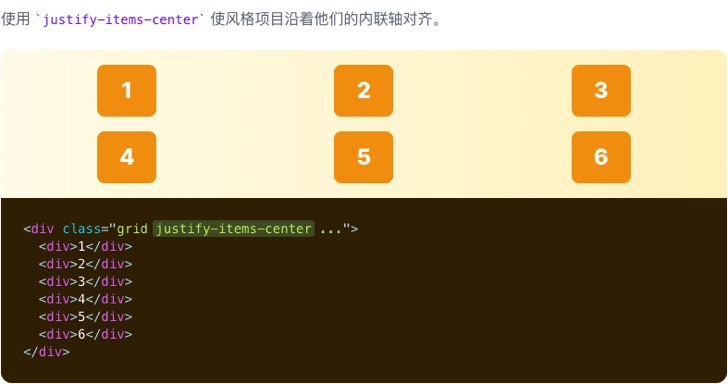 使用 `justify-items-center` 使风格项目沿着他们的内联轴对齐。
1 2 3
4 5 6
<div class="grid justify-items-center ...">
  <div>1</div>
  <div>2</div>
  <div>3</div>
  <div>4</div>
  <div>5</div>
  <div>6</div>
</div>